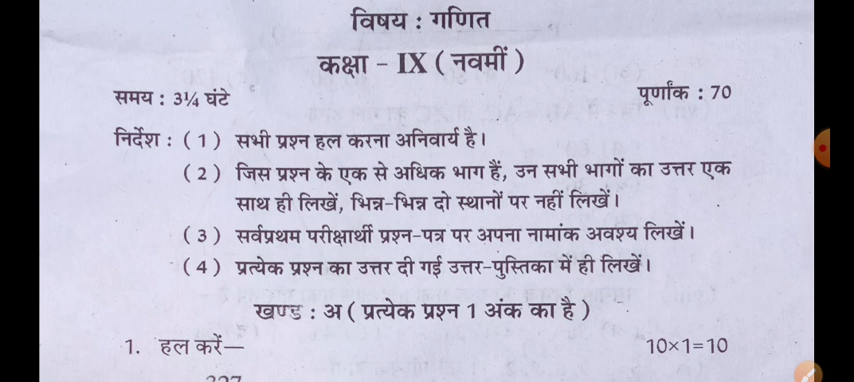 विषय : गणित
कक्षा - IX ( नवमीं )
समय : 3¼ घंटे
पूर्णांक : 70
निर्देश : ( 1 ) सभी प्रश्न हल करना अनिवार्य है।
( 2 ) जिस प्रश्न के एक से अधिक भाग हैं, उन सभी भागों का उत्तर एक
साथ ही लिखें, भिन्न-भिन्न दो स्थानों पर नहीं लिखें।
( 3 ) सर्वप्रथम परीक्षार्थी प्रश्न-पत्र पर अपना नामांक अवश्य लिखें।
( 4 ) प्रत्येक प्रश्न का उत्तर दी गई उत्तर-पुस्तिका में ही लिखें।
खण्ड : अ ( प्रत्येक प्रश्न 1 अंक का है )
1. हल करें—
10×1=10